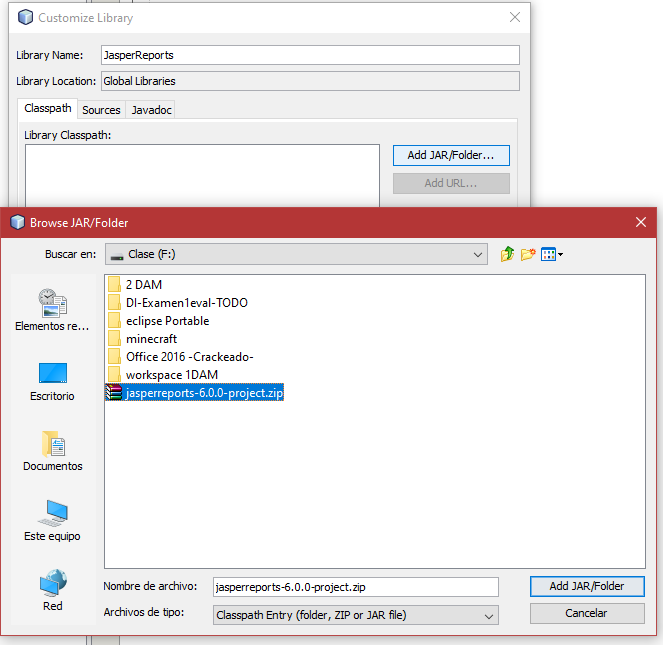 Customize Library
Library Name: JasperReports
Library Location: Global Libraries
Classpath Sources Javadoc
Library Classpath:
Add JAR/Folder...
Add URL...
Browse JAR/Folder
Buscar en: Clase (F:)
Elementos re...
Escritorio
Documentos
Este equipo
Red
2 DAM
DI-Examen1eval-TODO
eclipse Portable
minecraft
Office 2016 -Crackeado-
workspace 1DAM
jasperreports-6.0.0-project.zip
Nombre de archivo: jasperreports-6.0.0-project.zip
Add JAR/Folder
Archivos de tipo: Classpath Entry (folder, ZIP or JAR file)
Cancelar